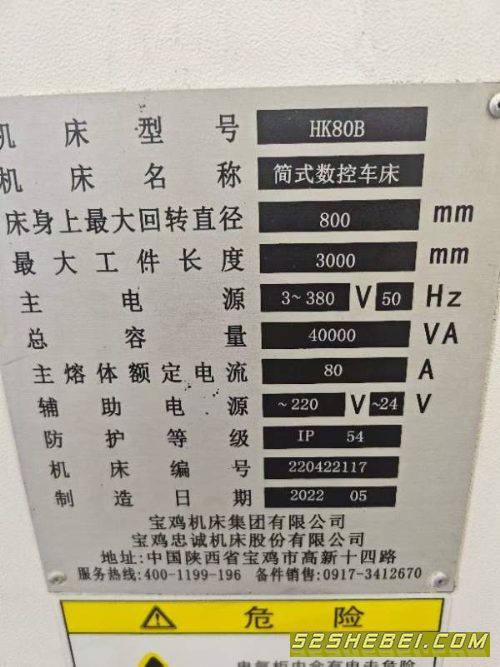 机床型号 HK80B
机床名称 简式数控车床
床身上最大回转直径 800 mm
最大工件长度 3000 mm
主电源 3~380 V 50 Hz
总容量 40000 VA
主熔体额定电流 80 A
辅助电源 ~220 V ~24 V
防护等级 IP 54
机床编号 220422117
制造日期 2022 05
宝鸡机床集团有限公司
宝鸡忠诚机床股份有限公司
地址:中国陕西省宝鸡市高新十四路
服务热线:400-1199-196 备件销售:0917-3412670
危险
52SHEBEI.COM